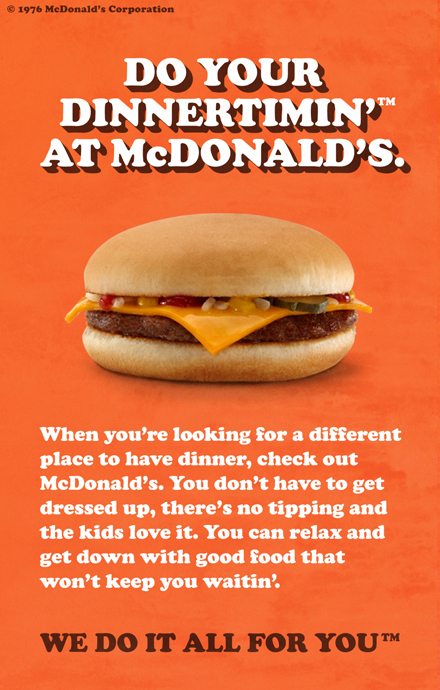 © 1976 McDonald's Corporation
DO YOUR
DINNERTIMIN'™
AT McDONALD'S.
When you're looking for a different
place to have dinner, check out
McDonald's. You don't have to get
dressed up, there's no tipping and
the kids love it. You can relax and
get down with good food that
won't keep you waitin'.
WE DO IT ALL FOR YOU™